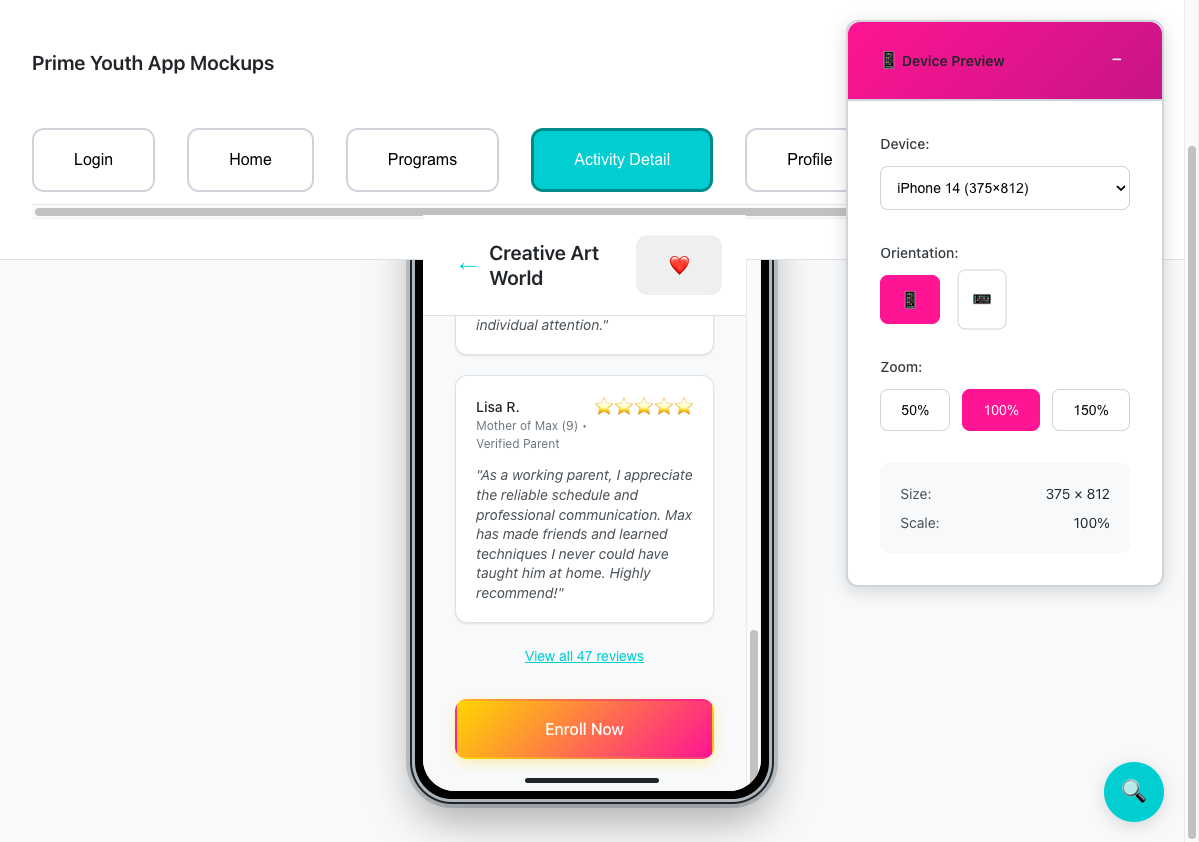 Prime Youth App Mockups
Login
Home
Programs
Activity Detail
Profile
← Creative Art
World
individual attention."
Lisa R.
Mother of Max (9) •
Verified Parent
"As a working parent, I appreciate
the reliable schedule and
professional communication. Max
has made friends and learned
techniques I never could have
taught him at home. Highly
recommend!"
View all 47 reviews
Enroll Now
Device Preview
−
Device:
iPhone 14 (375×812)
Orientation:
Zoom:
50%
100%
150%
Size: 375 × 812
Scale: 100%